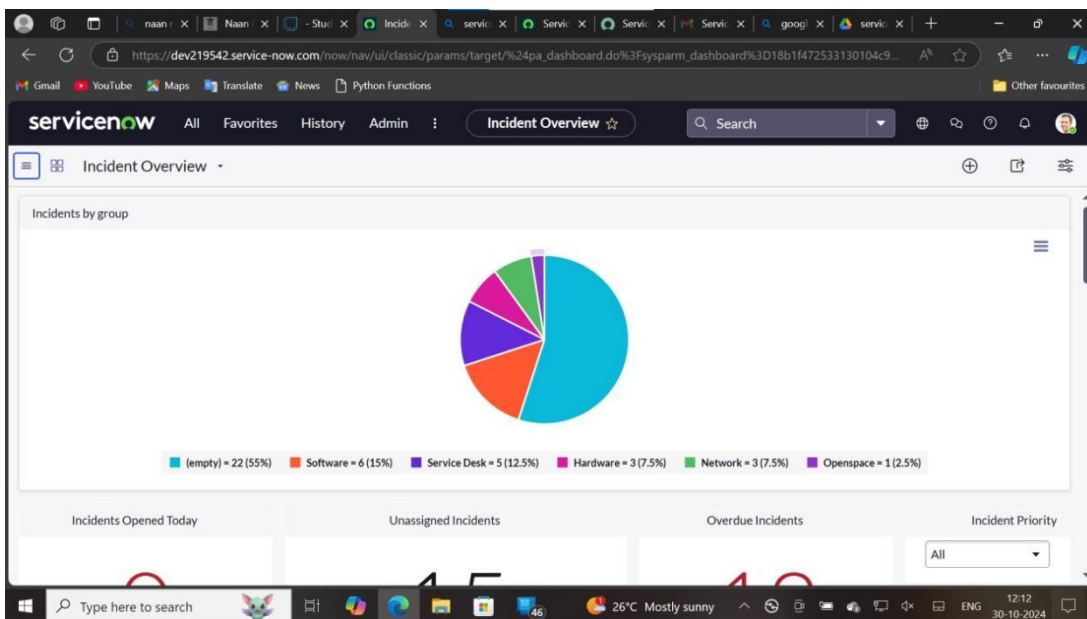 naan Naan - Stud Incide servic Servic Servic Servic googl servic
https://dev219542.service-now.com/now/nav/ui/classic/params/target/%24pa_dashboard.do%3Fsysparm_dashboard%3D18b1f472533130104c9...
Gmail YouTube Maps Translate News Python Functions Other favourites
servicenow All Favorites History Admin Incident Overview Search
Incident Overview
Incidents by group
(empty) = 22 (55%) Software = 6 (15%) Service Desk = 5 (12.5%) Hardware = 3 (7.5%) Network = 3 (7.5%) Openspace = 1 (2.5%)
Incidents Opened Today Unassigned Incidents Overdue Incidents Incident Priority
All
Type here to search 46 26°C Mostly sunny ENG 12:12
30-10-2024